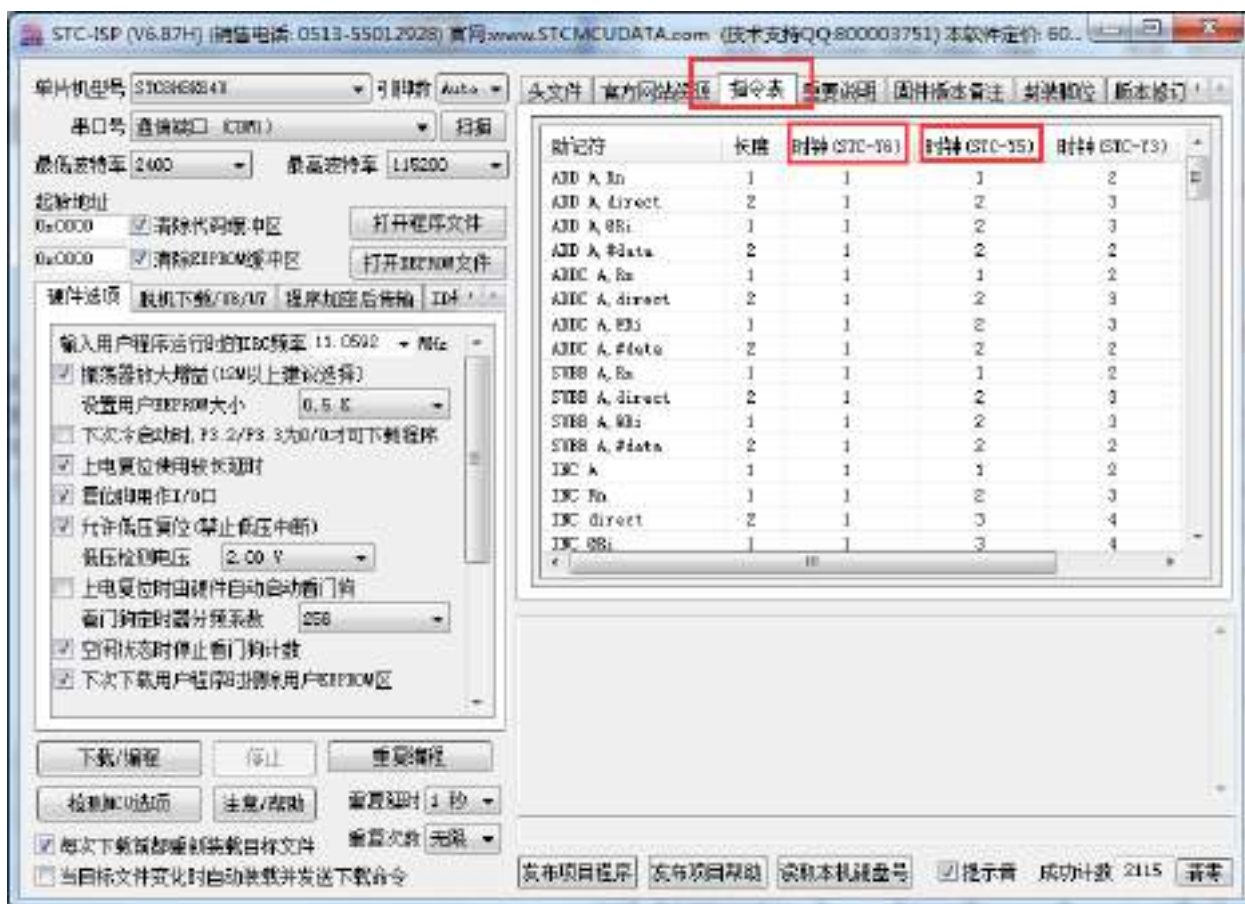 STC-ISP (V6.87H) (销售电话: 0513-55012928) 官网:www.STCMCUDATA.com (技术支持QQ:800003751) 本软件定价: 60...
单片机型号 引脚数 Auto
串口号 通信端口 (COM1) 扫描
最低波特率 2400 最高波特率 115200
起始地址
0x0000 清除代码缓冲区 打开程序文件
0x0000 清除EEPROM缓冲区 打开EEPROM文件
硬件选项 脱机下载/U8/U7 程序加密后传输
输入用户程序运行时的IRC频率 11.0592 MHz
振荡器放大增益(12M以上建议选择)
设置用户EEPROM大小 0.5 K
下次冷启动时,P3.2/P3.3为0/0才可下载程序
上电复位使用较长延时
复位脚用作I/O口
允许低压复位(禁止低压中断)
低压检测电压 2.00 V
上电复位时由硬件自动启动看门狗
看门狗定时器分频系数 256
空闲状态时停止看门狗计数
下次下载用户程序时擦除用户EEPROM区
下载/编程 停止 重复编程
检测MCU选项 注意/帮助 重复延时 1 秒
每次下载前都重新装载目标文件 重复次数 无限
当目标文件变化时自动装载并发送下载命令
头文件 官方网站资源 指令表 重要说明 固件版本备注 封装脚位 版本修订
助记符 长度 时钟(STC-Y6) 时钟(STC-Y5) 时钟(STC-Y3)
ADD A,Rn 1 1 1 2
ADD A,direct 2 1 2 3
ADD A,@Ri 1 1 2 3
ADD A,#data 2 1 2 2
ADDC A,Rn 1 1 1 2
ADDC A,direct 2 1 2 3
ADDC A,@Ri 1 1 2 3
ADDC A,#data 2 1 2 2
SUBB A,Rn 1 1 1 2
SUBB A,direct 2 1 2 3
SUBB A,@Ri 1 1 2 3
SUBB A,#data 2 1 2 2
INC A 1 1 1 2
INC Rn 1 1 2 3
INC direct 2 1 3 4
INC @Ri 1 1 3 4
发布项目程序 发布项目帮助 读取本机硬盘号 提示音 成功计数 2115 清零